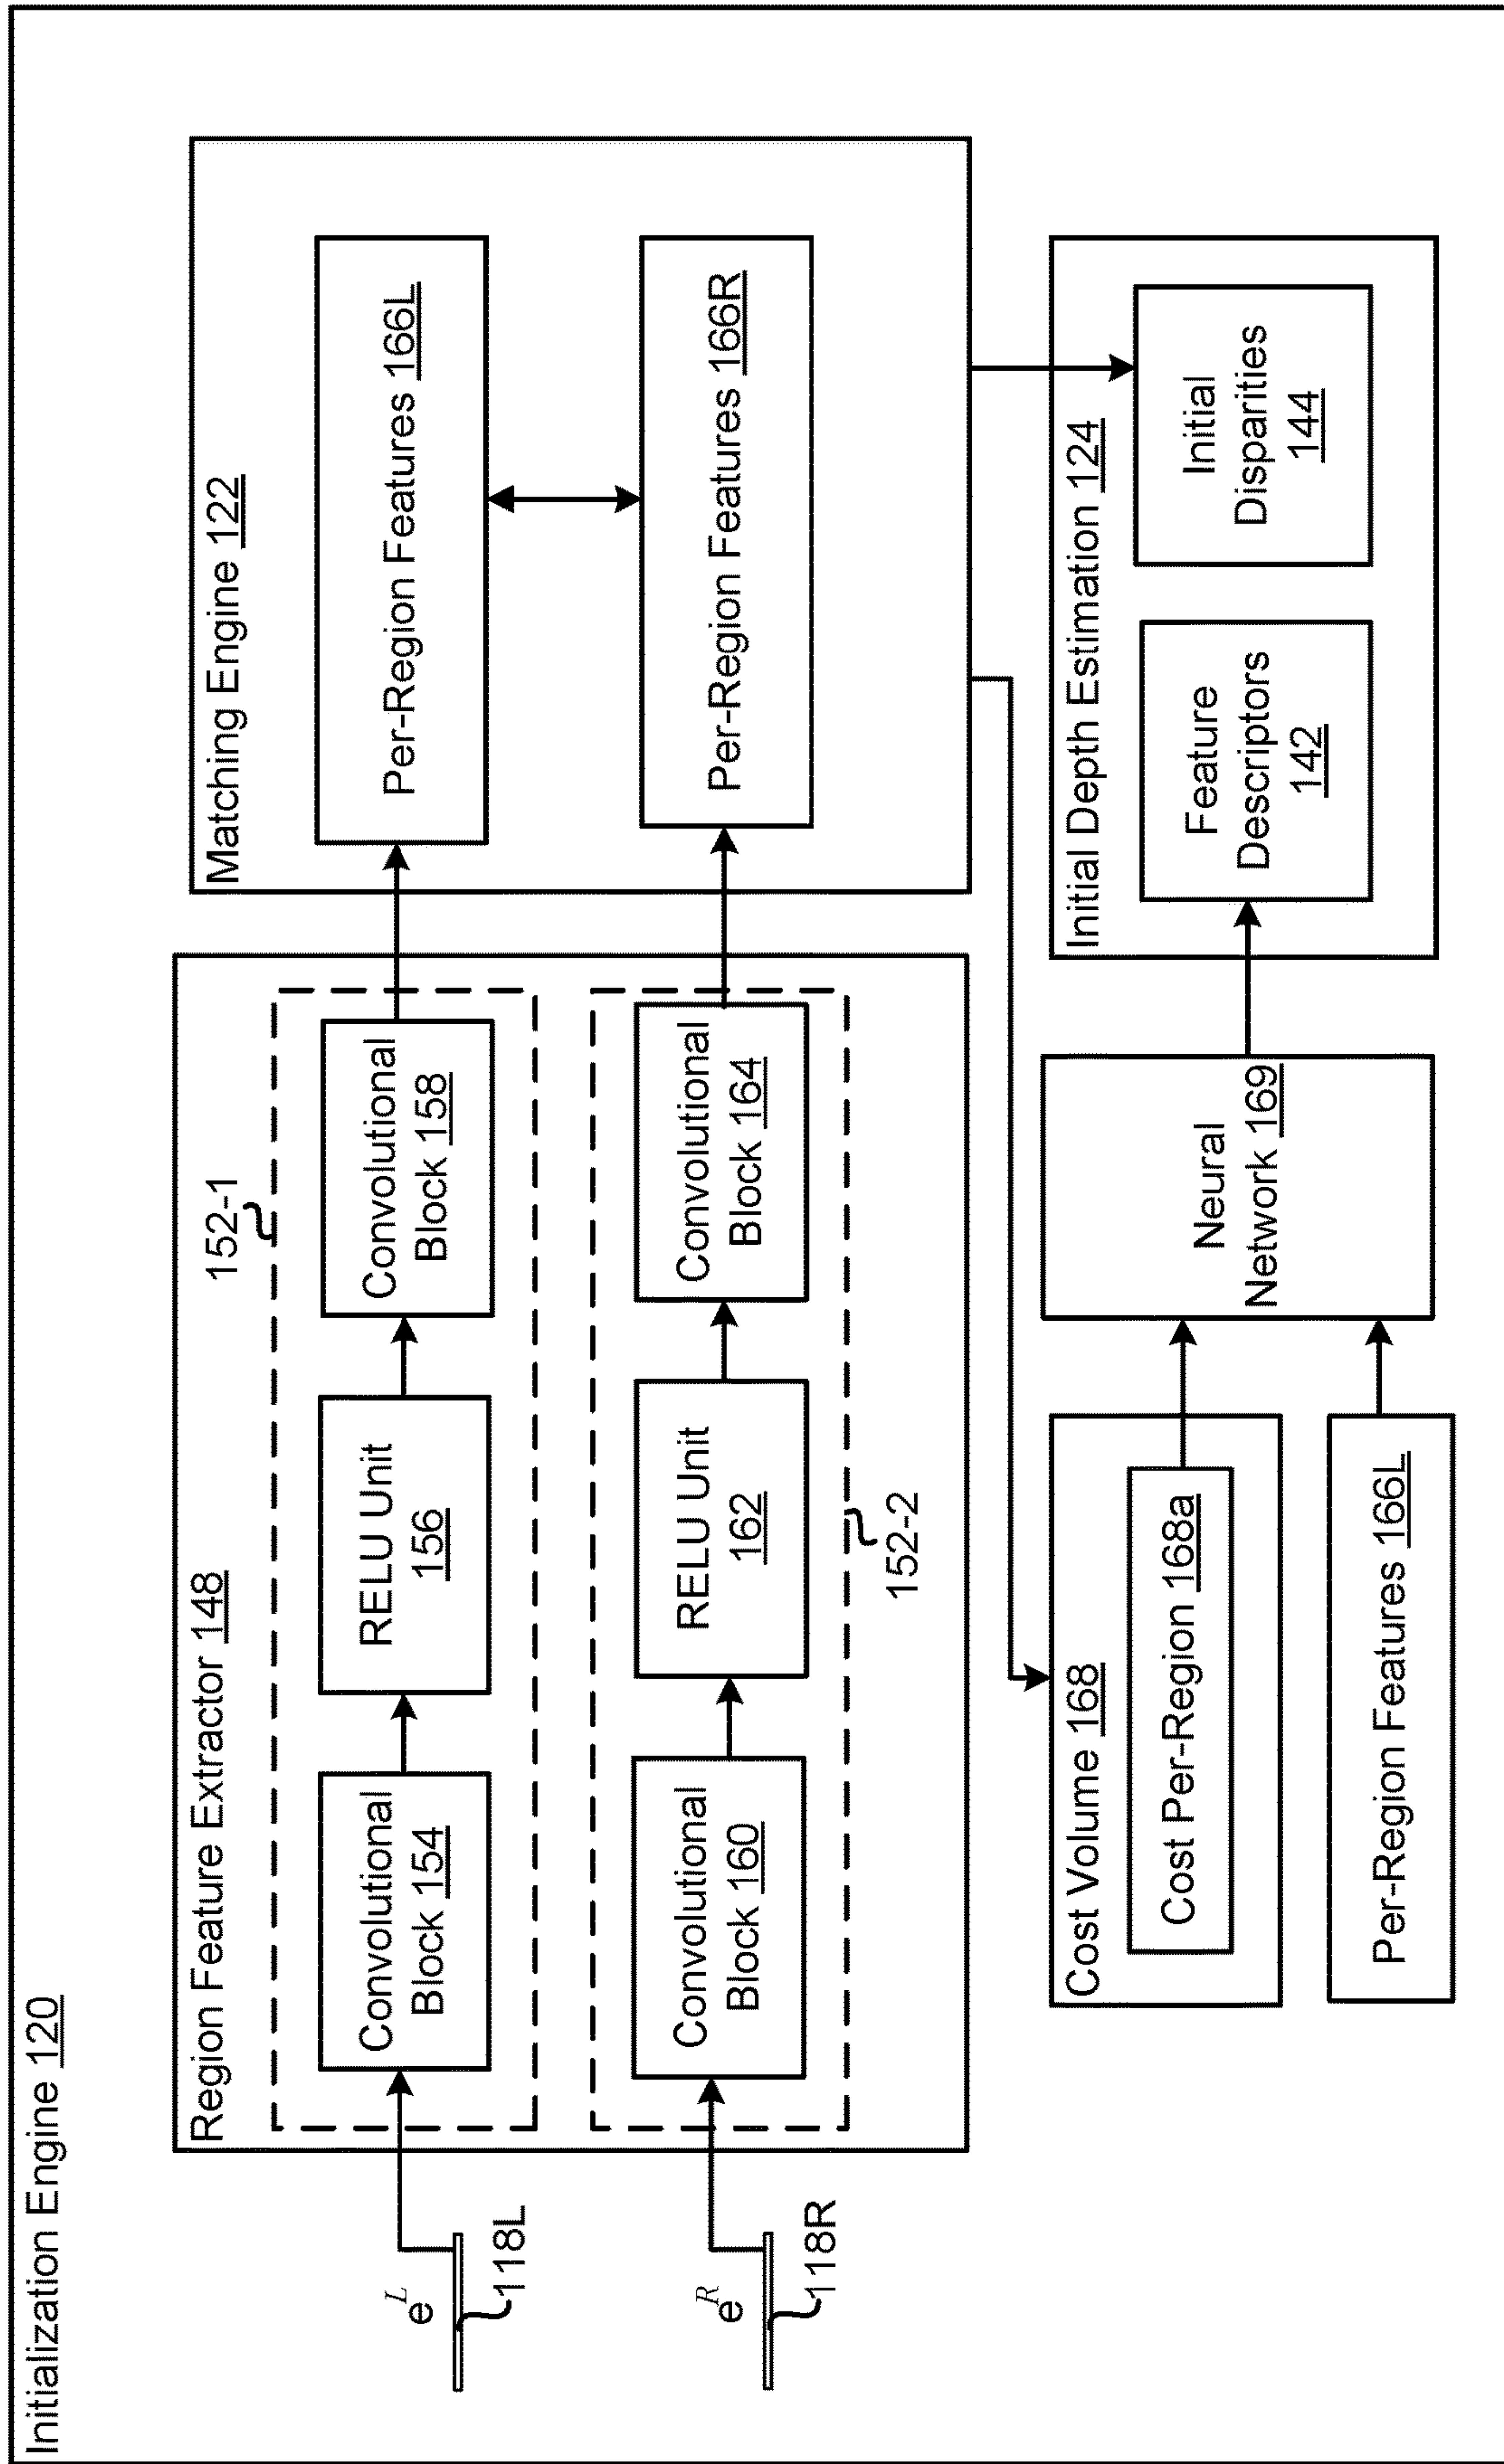 Initialization Engine 120
Region Feature Extractor 148
152-1
Convolutional
Block 154
RELU Unit
156
Convolutional
Block 158
e^L
118L
Convolutional
Block 160
RELU Unit
162
Convolutional
Block 164
152-2
e^R
118R
Matching Engine 122
Per-Region Features 166L
Per-Region Features 166R
Cost Volume 168
Cost Per-Region 168a
Per-Region Features 166L
Neural
Network 169
Initial Depth Estimation 124
Feature
Descriptors
142
Initial
Disparities
144